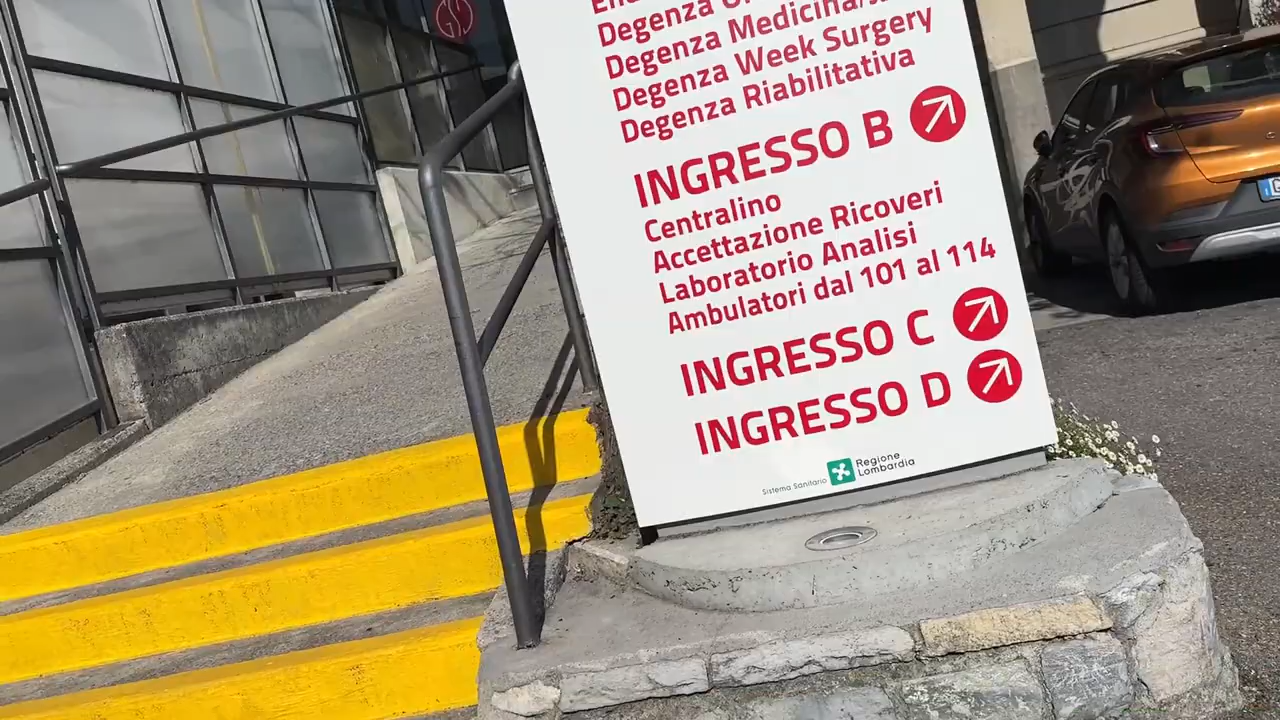 Degenza
Degenza Medicina/
Degenza Week Surgery
Degenza Riabilitativa
INGRESSO B
Centralino
Accettazione Ricoveri
Laboratorio Analisi
Ambulatori dal 101 al 114
INGRESSO C
INGRESSO D
Sistema Sanitario
Regione
Lombardia